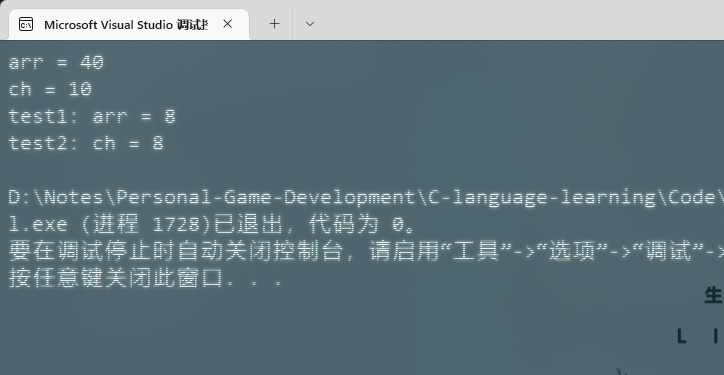 Microsoft Visual Studio 调试
arr = 40
ch = 10
test1: arr = 8
test2: ch = 8
D:\Notes\Personal-Game-Development\C-language-learning\Code\
l.exe (进程 1728)已退出，代码为 0。
要在调试停止时自动关闭控制台，请启用“工具”->“选项”->“调试”->
按任意键关闭此窗口. . .
生
L I